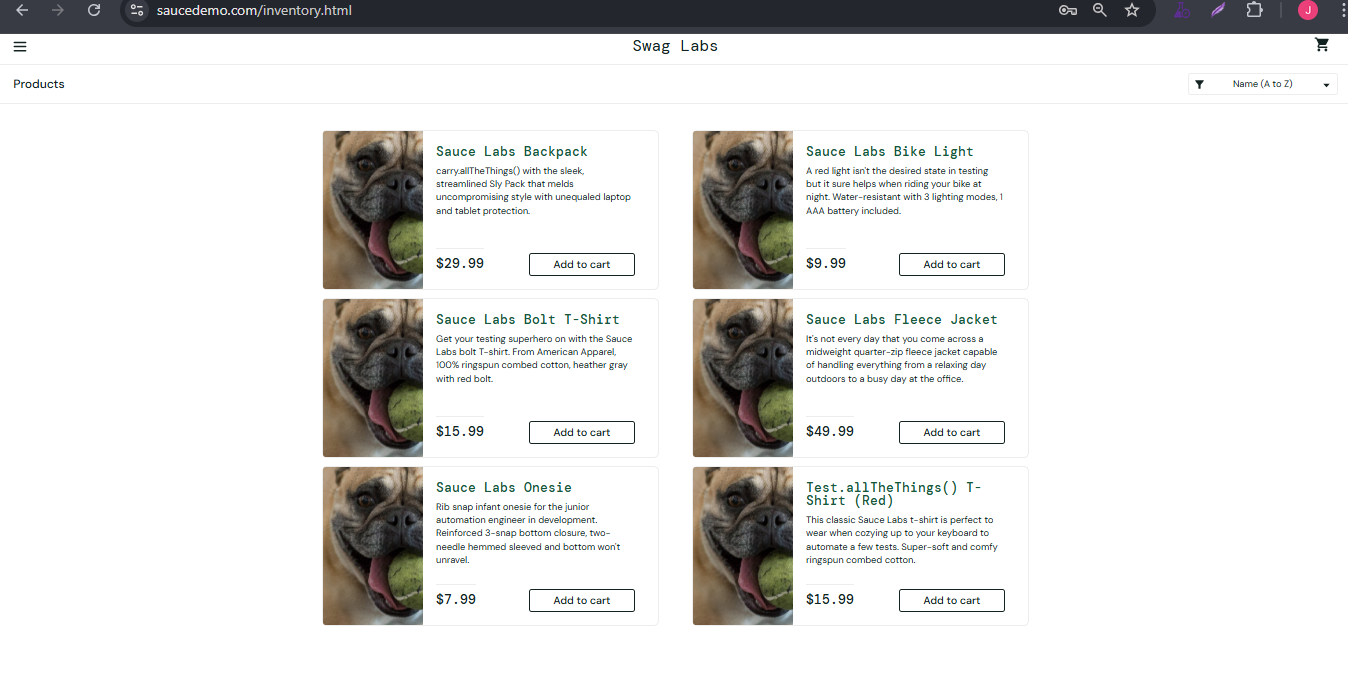 saucedemo.com/inventory.html
J
Swag Labs
Products
Name (A to Z)
Sauce Labs Backpack
carry.allTheThings() with the sleek,
streamlined Sly Pack that melds
uncompromising style with unequaled laptop
and tablet protection.
$29.99
Add to cart
Sauce Labs Bike Light
A red light isn't the desired state in testing
but it sure helps when riding your bike at
night. Water-resistant with 3 lighting modes, 1
AAA battery included.
$9.99
Add to cart
Sauce Labs Bolt T-Shirt
Get your testing superhero on with the Sauce
Labs bolt T-shirt. From American Apparel,
100% ringspun combed cotton, heather gray
with red bolt.
$15.99
Add to cart
Sauce Labs Fleece Jacket
It's not every day that you come across a
midweight quarter-zip fleece jacket capable
of handling everything from a relaxing day
outdoors to a busy day at the office.
$49.99
Add to cart
Sauce Labs Onesie
Rib snap infant onesie for the junior
automation engineer in development.
Reinforced 3-snap bottom closure, two-
needle hemmed sleeved and bottom won't
unravel.
$7.99
Add to cart
Test.allTheThings() T-
Shirt (Red)
This classic Sauce Labs t-shirt is perfect to
wear when cozying up to your keyboard to
automate a few tests. Super-soft and comfy
ringspun combed cotton.
$15.99
Add to cart